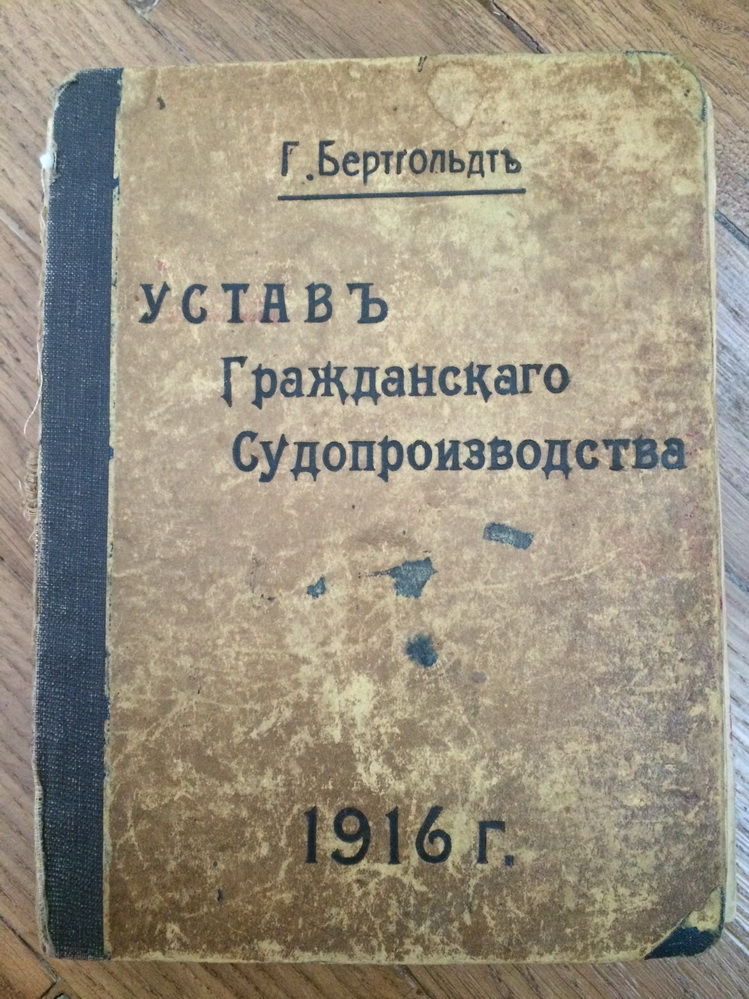 Г. Бертгольдтъ
УСТАВЪ
Гражданскаго
Судопроизводства
1916 г.